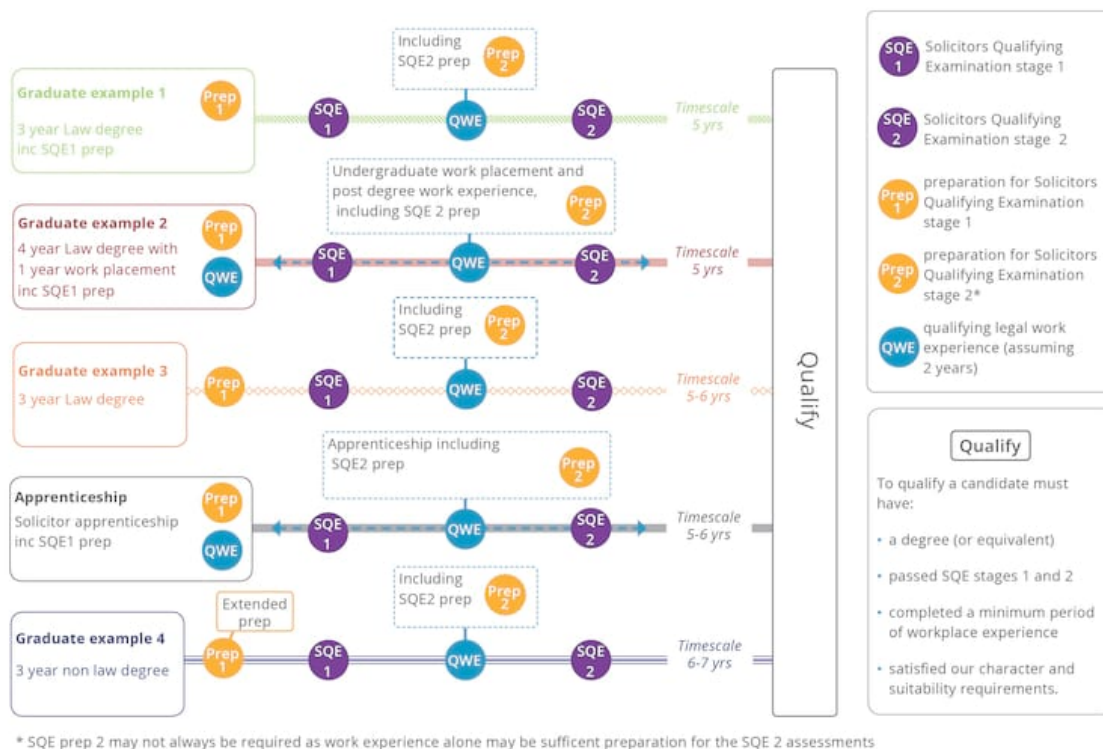 Graduate example 1
3 year Law degree
inc SQE1 prep
Prep
1
SQE
1
Including
SQE2 prep
Prep
2
QWE
SQE
2
Timescale
5 yrs
Graduate example 2
4 year Law degree with
1 year work placement
inc SQE1 prep
Prep
1
QWE
SQE
1
Undergraduate work placement and
post degree work experience,
including SQE 2 prep
Prep
2
QWE
SQE
2
Timescale
5 yrs
Graduate example 3
3 year Law degree
Prep
1
SQE
1
Including
SQE2 prep
Prep
2
QWE
SQE
2
Timescale
5-6 yrs
Apprenticeship
Solicitor apprenticeship
inc SQE1 prep
Prep
1
QWE
SQE
1
Apprenticeship including
SQE2 prep
Prep
2
QWE
SQE
2
Timescale
5-6 yrs
Graduate example 4
3 year non law degree
Extended
prep
Prep
1
SQE
1
Including
SQE2 prep
Prep
2
QWE
SQE
2
Timescale
6-7 yrs
Qualify
SQE
1
Solicitors Qualifying
Examination stage 1
SQE
2
Solicitors Qualifying
Examination stage 2
Prep
1
preparation for Solicitors
Qualifying Examination
stage 1
Prep
2
preparation for Solicitors
Qualifying Examination
stage 2*
QWE
qualifying legal work
experience (assuming
2 years)
Qualify
To qualify a candidate must
have:
• a degree (or equivalent)
• passed SQE stages 1 and 2
• completed a minimum period
of workplace experience
• satisfied our character and
suitability requirements.
* SQE prep 2 may not always be required as work experience alone may be sufficent preparation for the SQE 2 assessments